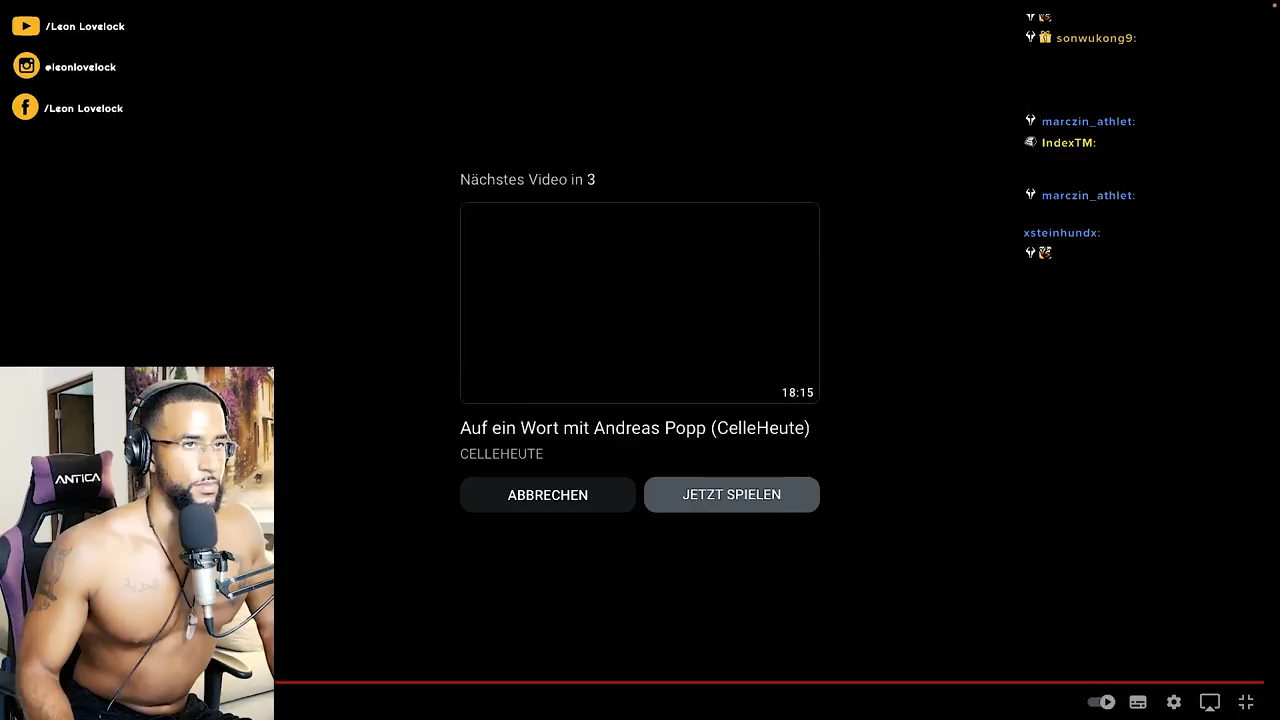 /Leon Lovelock
@leonlovelock
/Leon Lovelock
sonwukong9:
marczin_athlet:
IndexTM:
marczin_athlet:
xsteinhundx:
Nächstes Video in 3
18:15
Auf ein Wort mit Andreas Popp (CelleHeute)
CELLEHEUTE
ABBRECHEN
JETZT SPIELEN
ANTICA
الحرية